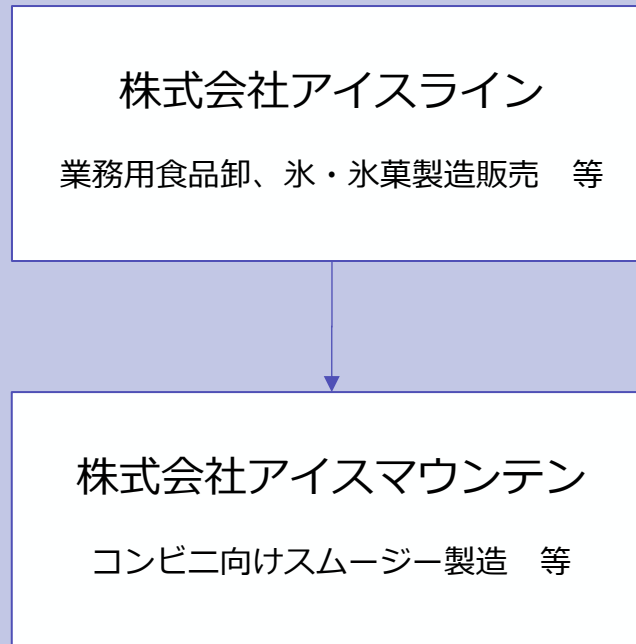 株式会社アイスライン
業務用食品卸、氷・氷菓製造販売　等
株式会社アイスマウンテン
コンビニ向けスムージー製造　等